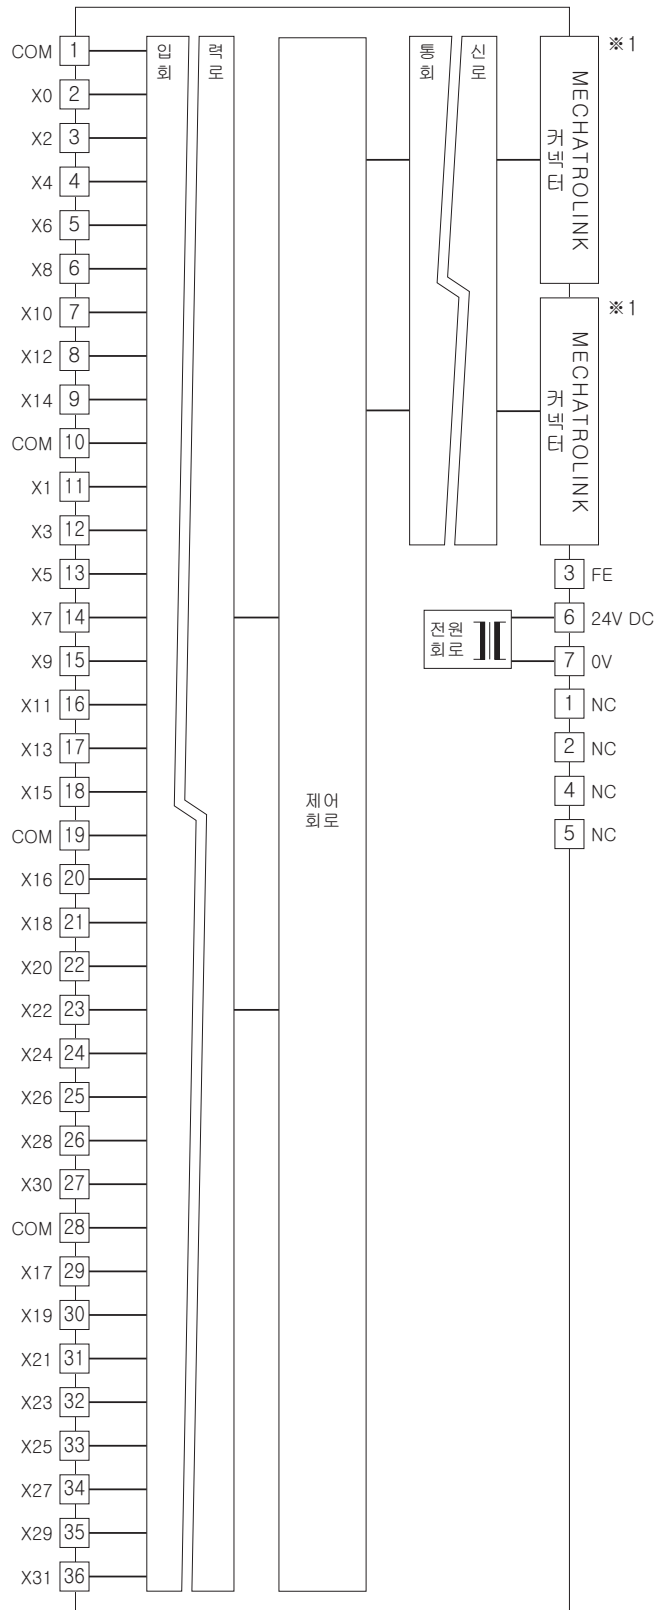 COM 1
X0 2
X2 3
X4 4
X6 5
X8 6
X10 7
X12 8
X14 9
COM 10
X1 11
X3 12
X5 13
X7 14
X9 15
X11 16
X13 17
X15 18
COM 19
X16 20
X18 21
X20 22
X22 23
X24 24
X26 25
X28 26
X30 27
COM 28
X17 29
X19 30
X21 31
X23 32
X25 33
X27 34
X29 35
X31 36
입 력
회 로
제어
회로
통 신
회 로
전원
회로
MECHATROLINK
커넥터
※1
MECHATROLINK
커넥터
※1
3 FE
6 24V DC
7 0V
1 NC
2 NC
4 NC
5 NC